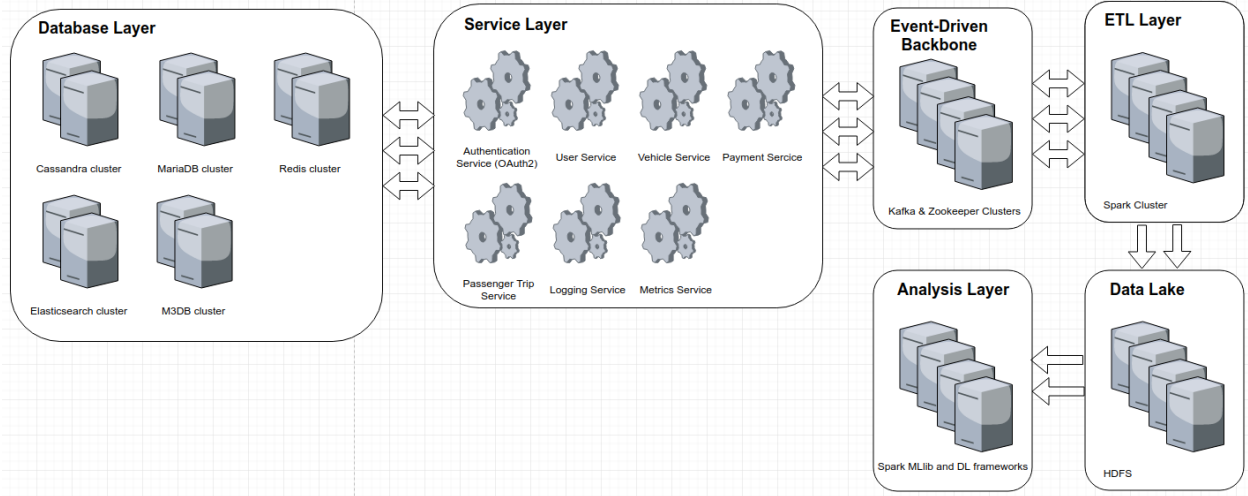 Database Layer
Cassandra cluster
MariaDB cluster
Redis cluster
Elasticsearch cluster
M3DB cluster
Service Layer
Authentication
Service (OAuth2)
User Service
Vehicle Service
Payment Sercice
Passenger Trip
Service
Logging Service
Metrics Service
Event-Driven
Backbone
Kafka & Zookeeper Clusters
ETL Layer
Spark Cluster
Analysis Layer
Spark MLlib and DL frameworks
Data Lake
HDFS